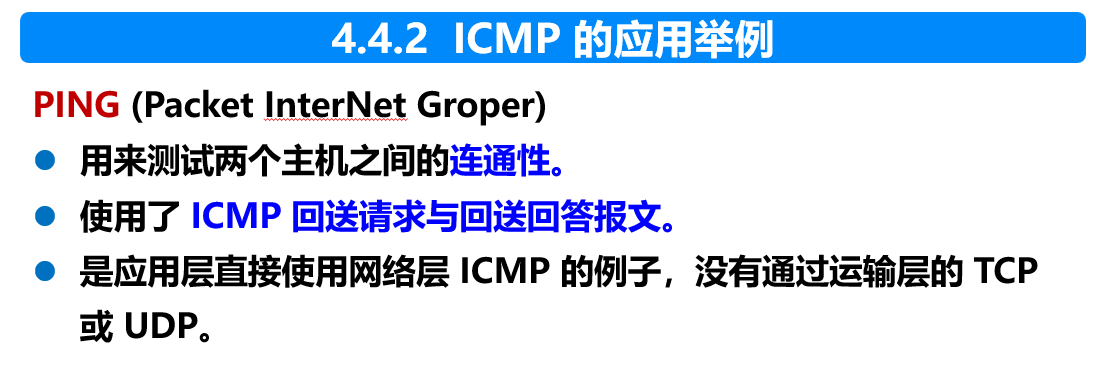 4.4.2 ICMP 的应用举例
PING (Packet InterNet Groper)
● 用来测试两个主机之间的连通性。
● 使用了 ICMP 回送请求与回送回答报文。
● 是应用层直接使用网络层 ICMP 的例子，没有通过运输层的 TCP
或 UDP。